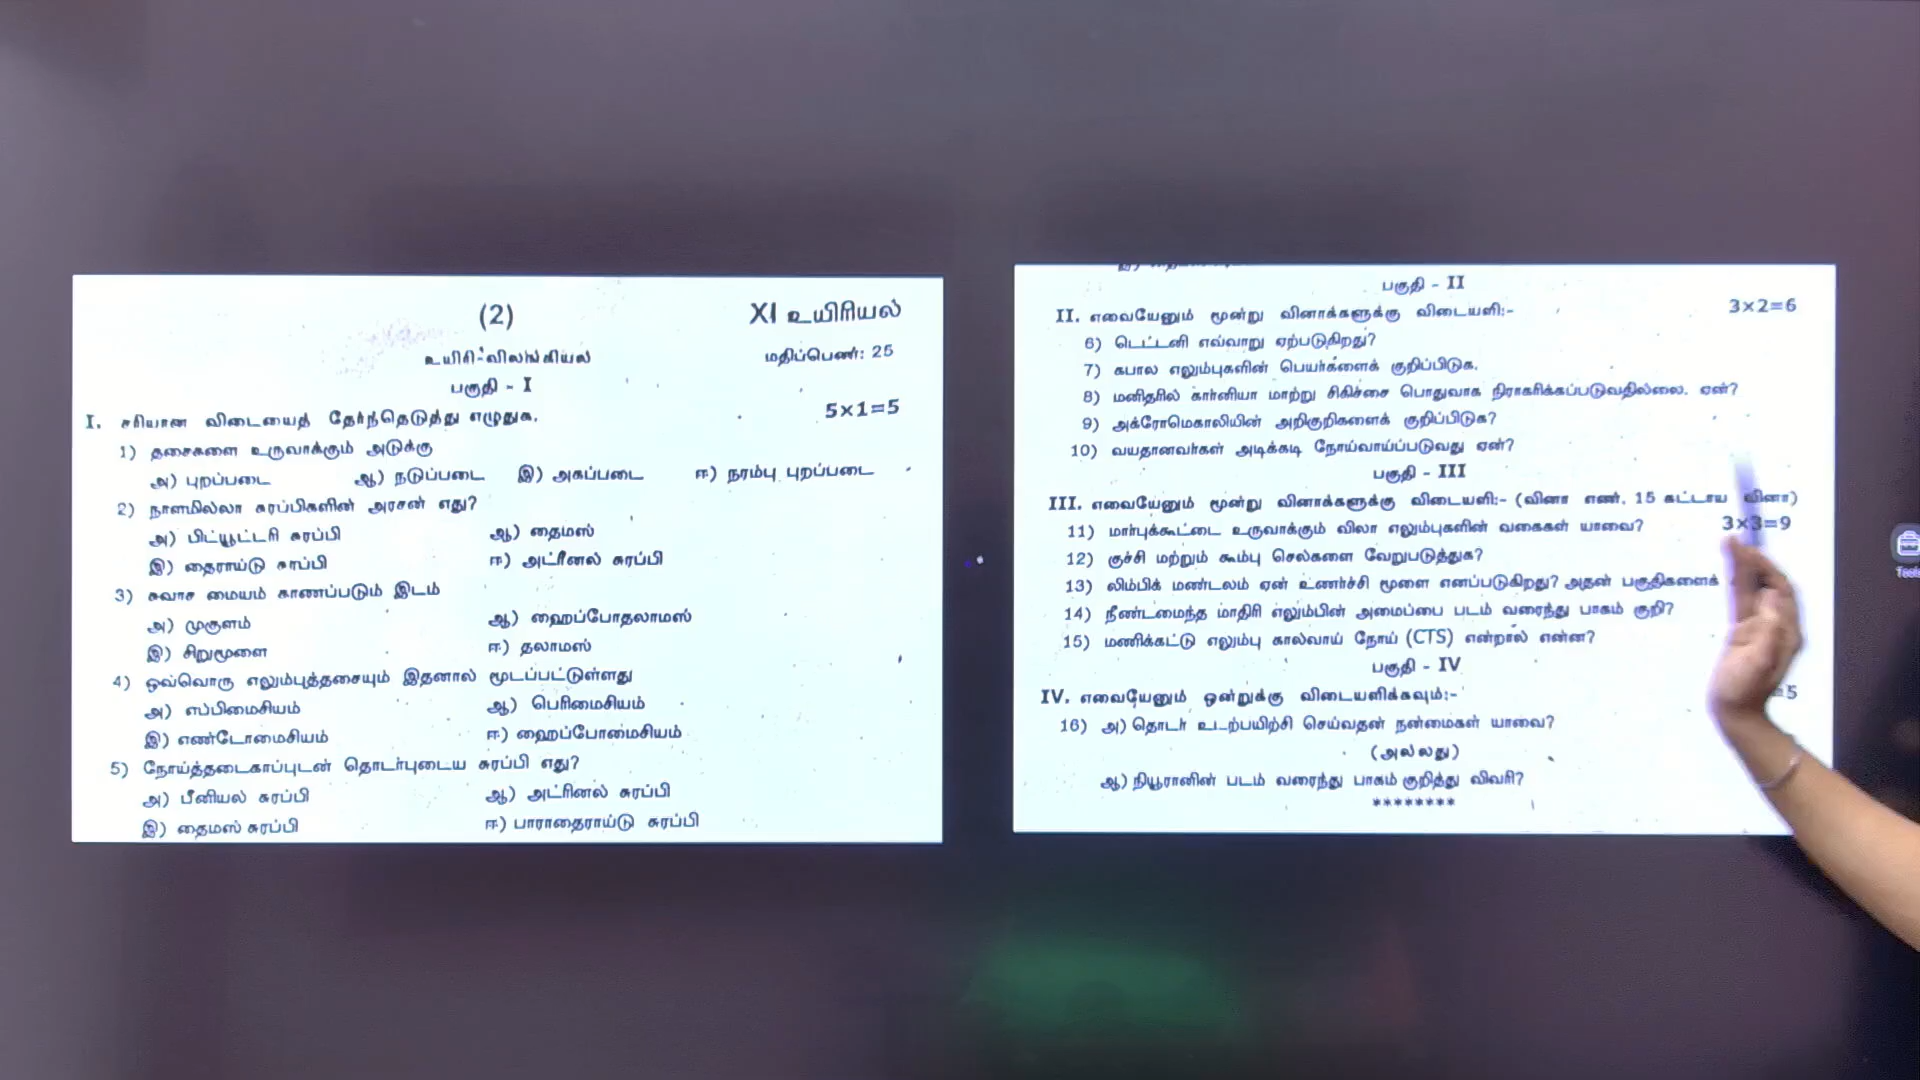 (2)
XI உயிரியல்
உயிரி-விலங்கியல்
மதிப்பெண்: 25
பகுதி - I
I. சரியான விடையைத் தேர்ந்தெடுத்து எழுதுக.
5×1=5
1) தசைகளை உருவாக்கும் அடுக்கு
அ) புறப்படை ஆ) நடுப்படை இ) அகப்படை ஈ) நரம்பு புறப்படை
2) நாளமில்லா சுரப்பிகளின் அரசன் எது?
அ) பிட்யூட்டரி சுரப்பி ஆ) தைமஸ்
இ) தைராய்டு சுரப்பி ஈ) அட்ரீனல் சுரப்பி
3) சுவாச மையம் காணப்படும் இடம்
அ) முகுளம் ஆ) ஹைப்போதலாமஸ்
இ) சிறுமூளை ஈ) தலாமஸ்
4) ஒவ்வொரு எலும்புத்தசையும் இதனால் மூடப்பட்டுள்ளது
அ) எப்பிமைசியம் ஆ) பெரிமைசியம்
இ) எண்டோமைசியம் ஈ) ஹைப்போமைசியம்
5) நோய்த்தடைகாப்புடன் தொடர்புடைய சுரப்பி எது?
அ) பீனியல் சுரப்பி ஆ) அட்ரினல் சுரப்பி
இ) தைமஸ் சுரப்பி ஈ) பாராதைராய்டு சுரப்பி
பகுதி - II
II. எவையேனும் மூன்று வினாக்களுக்கு விடையளி:-
3×2=6
6) டெட்டனி எவ்வாறு ஏற்படுகிறது?
7) கபால எலும்புகளின் பெயர்களைக் குறிப்பிடுக.
8) மனிதரில் கார்னியா மாற்று சிகிச்சை பொதுவாக நிராகரிக்கப்படுவதில்லை. ஏன்?
9) அக்ரோமெகாலியின் அறிகுறிகளைக் குறிப்பிடுக?
10) வயதானவர்கள் அடிக்கடி நோய்வாய்ப்படுவது ஏன்?
பகுதி - III
III. எவையேனும் மூன்று வினாக்களுக்கு விடையளி:- (வினா எண். 15 கட்டாய வினா)
3×3=9
11) மார்புக்கூட்டை உருவாக்கும் விலா எலும்புகளின் வகைகள் யாவை?
12) குச்சி மற்றும் கூம்பு செல்களை வேறுபடுத்துக?
13) லிம்பிக் மண்டலம் ஏன் உணர்ச்சி மூளை எனப்படுகிறது? அதன் பகுதிகளைக்
14) நீண்டமைந்த மாதிரி எலும்பின் அமைப்பை படம் வரைந்து பாகம் குறி?
15) மணிக்கட்டு எலும்பு கால்வாய் நோய் (CTS) என்றால் என்ன?
பகுதி - IV
IV. எவையேனும் ஒன்றுக்கு விடையளிக்கவும்:-
=5
16) அ) தொடர் உடற்பயிற்சி செய்வதன் நன்மைகள் யாவை?
(அல்லது)
ஆ) நியூரானின் படம் வரைந்து பாகம் குறித்து விவரி?
********